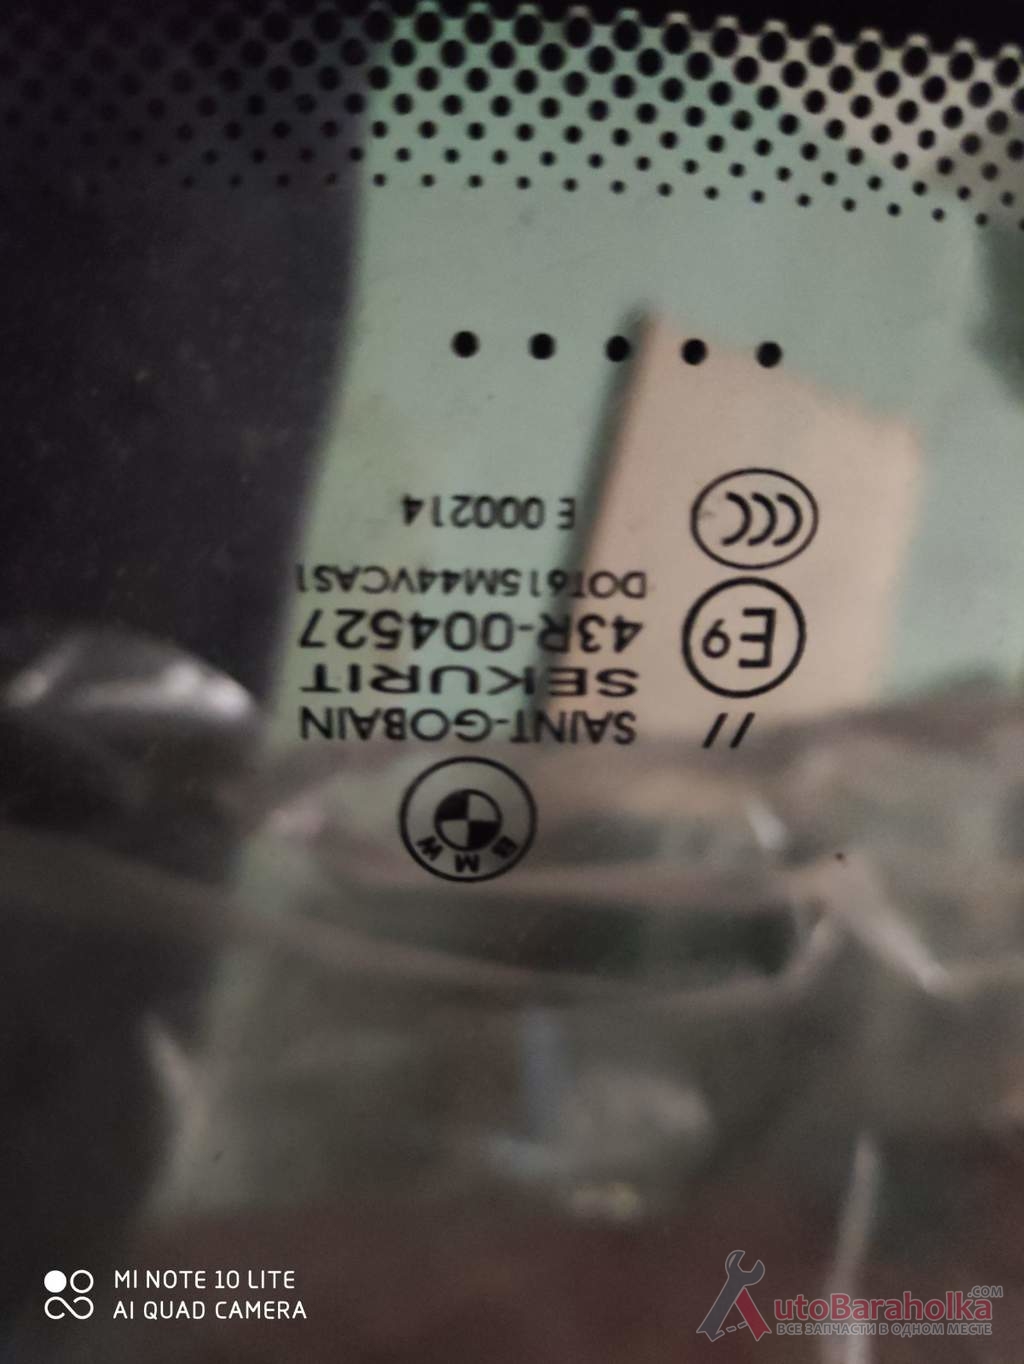 BMW
// SAINT-GOBAIN
SEKURIT
E9 43R-004527
DOT615M44VCAS1
CCC E 000214
MI NOTE 10 LITE
AI QUAD CAMERA
AutoBaraholka.COM
ВСЕ ЗАПЧАСТИ В ОДНОМ МЕСТЕ